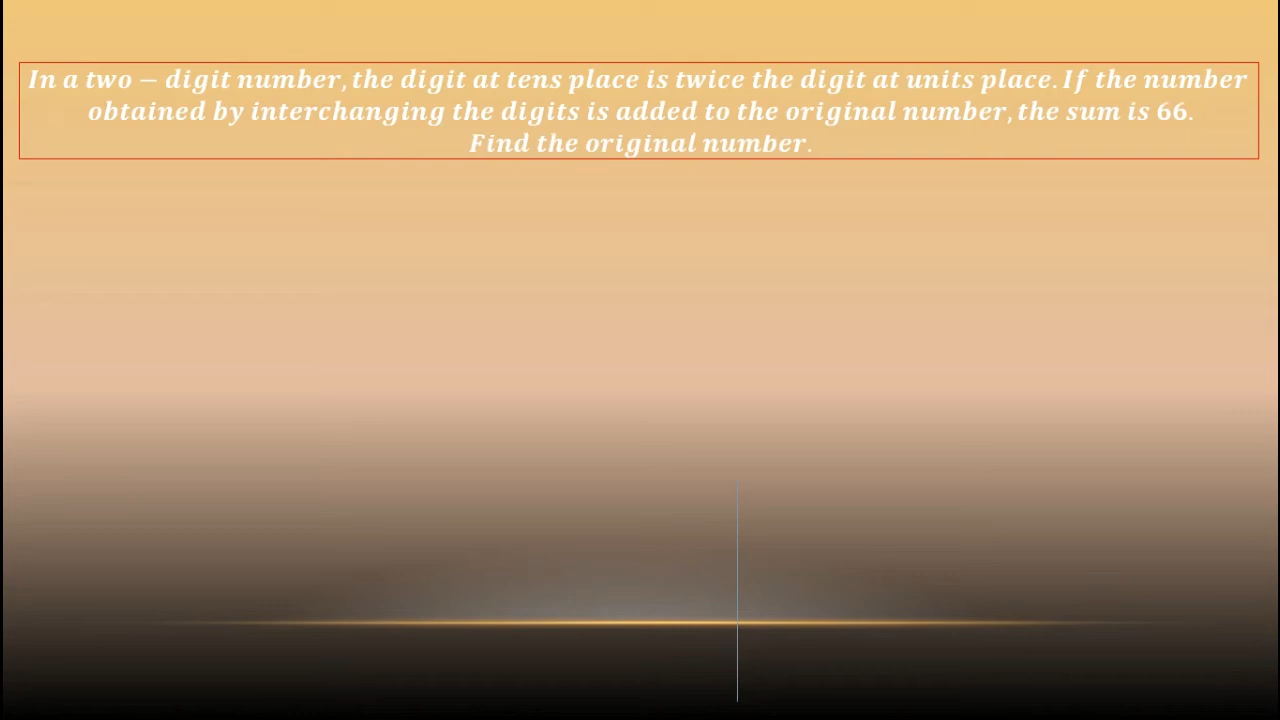 In a two – digit number, the digit at tens place is twice the digit at units place. If the number
obtained by interchanging the digits is added to the original number, the sum is 66.
Find the original number.